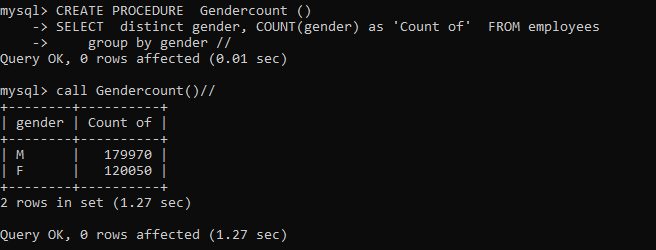 mysql> CREATE PROCEDURE  Gendercount ()
    -> SELECT  distinct gender, COUNT(gender) as 'Count of'  FROM employees
    ->     group by gender //
Query OK, 0 rows affected (0.01 sec)

mysql> call Gendercount()//
+--------+----------+
| gender | Count of |
+--------+----------+
| M      |   179970 |
| F      |   120050 |
+--------+----------+
2 rows in set (1.27 sec)

Query OK, 0 rows affected (1.27 sec)